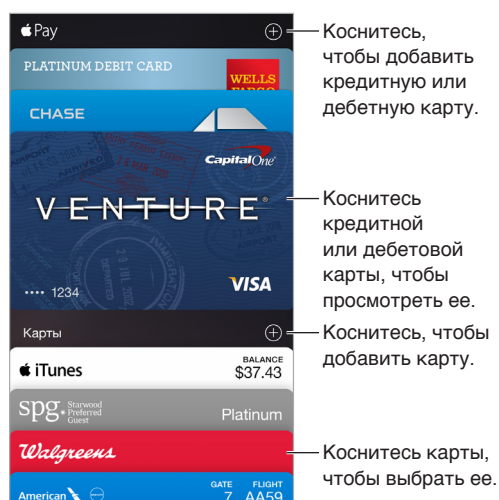 Pay
Коснитесь,
чтобы добавить
кредитную или
дебетную карту.
PLATINUM DEBIT CARD
WELLS
FARGO
CHASE
CapitalOne
VENTURE®
Коснитесь
кредитной
или дебетовой
карты, чтобы
просмотреть ее.
•••• 1234
VISA
Карты
Коснитесь, чтобы
добавить карту.
iTunes
BALANCE
$37.43
spg. Starwood
Preferred
Guest
Platinum
Walgreens
Коснитесь карты,
чтобы выбрать ее.
American
GATE FLIGHT
7 AA59